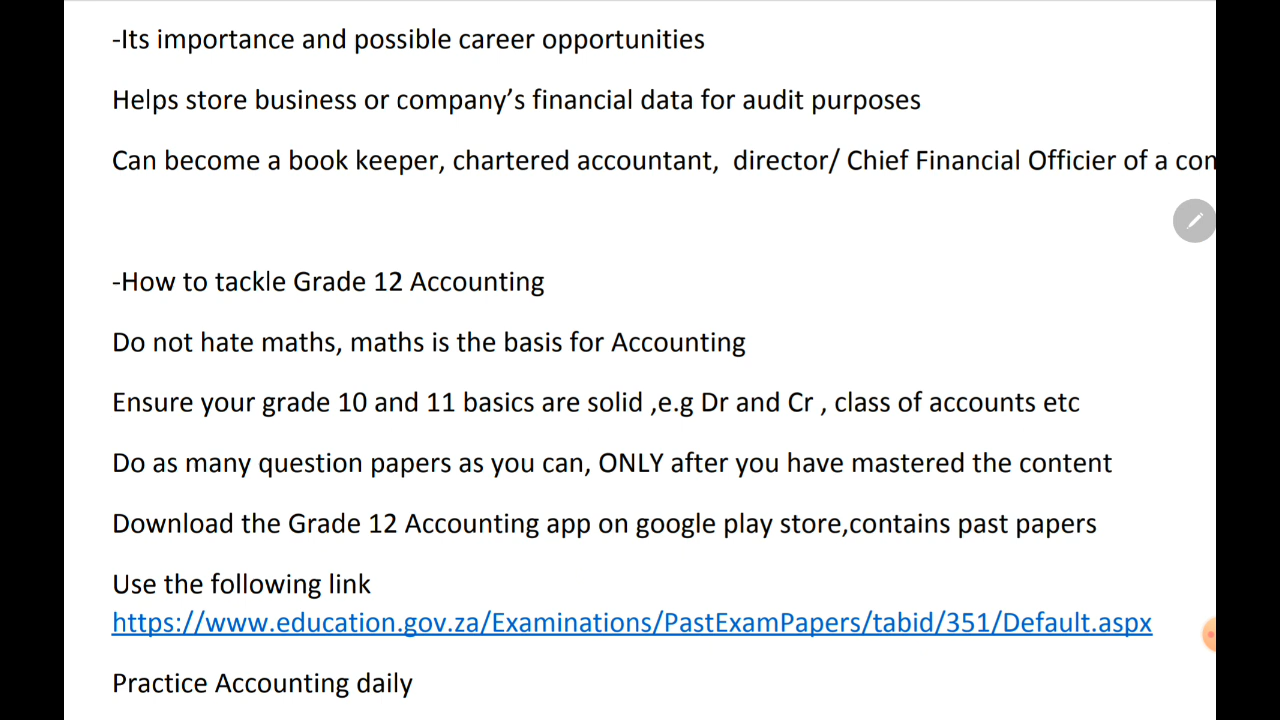 -Its importance and possible career opportunities
Helps store business or company’s financial data for audit purposes
Can become a book keeper, chartered accountant,  director/ Chief Financial Officier of a
-How to tackle Grade 12 Accounting
Do not hate maths, maths is the basis for Accounting
Ensure your grade 10 and 11 basics are solid ,e.g Dr and Cr , class of accounts etc
Do as many question papers as you can, ONLY after you have mastered the content
Download the Grade 12 Accounting app on google play store,contains past papers
Use the following link
https://www.education.gov.za/Examinations/PastExamPapers/tabid/351/Default.aspx
Practice Accounting daily